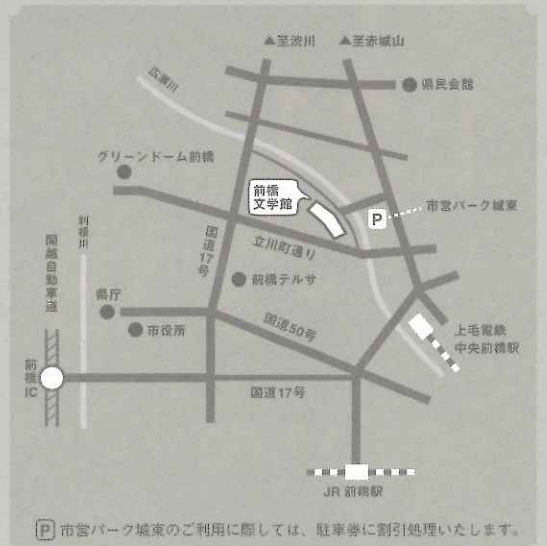 ▲至渋川
▲至赤城山
広瀬川
県民会館
グリーンドーム前橋
前橋
文学館
P
市営パーク城東
利根川
関越自動車道
国道17号
立川町通り
前橋テルサ
県庁
市役所
国道50号
上毛電鉄
中央前橋駅
前橋
IC
国道17号
JR 前橋駅
P 市営パーク城東のご利用に際しては、駐車券に割引処理いたします。